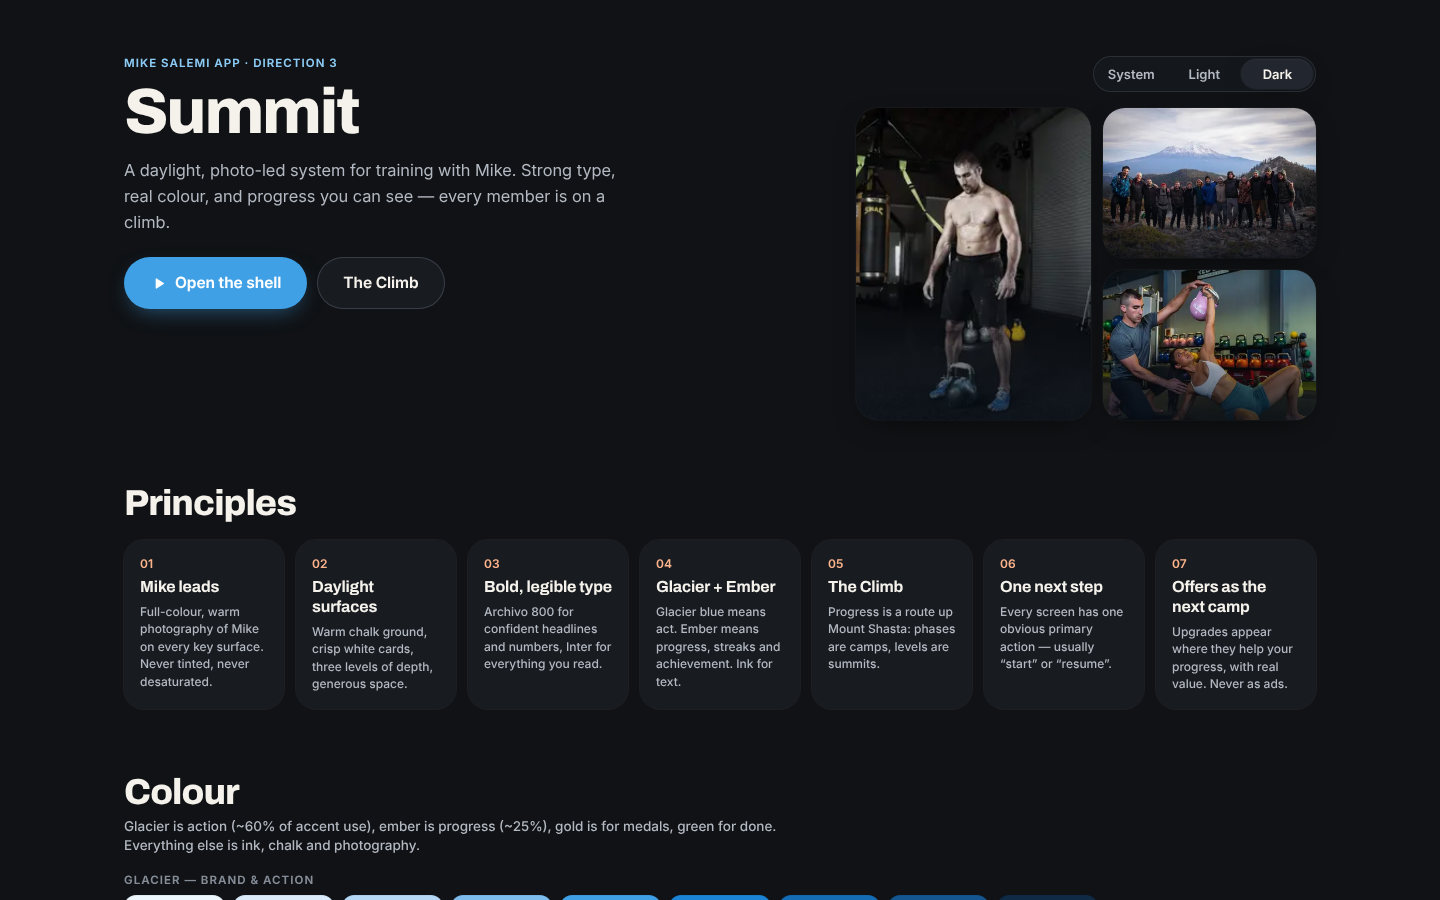 MIKE SALEMI APP · DIRECTION 3
Summit
A daylight, photo-led system for training with Mike. Strong type,
real colour, and progress you can see — every member is on a
climb.
Open the shell
The Climb
System
Light
Dark
Principles
01
Mike leads
Full-colour, warm
photography of Mike
on every key surface.
Never tinted, never
desaturated.
02
Daylight
surfaces
Warm chalk ground,
crisp white cards,
three levels of depth,
generous space.
03
Bold, legible type
Archivo 800 for
confident headlines
and numbers, Inter for
everything you read.
04
Glacier + Ember
Glacier blue means
act. Ember means
progress, streaks and
achievement. Ink for
text.
05
The Climb
Progress is a route up
Mount Shasta: phases
are camps, levels are
summits.
06
One next step
Every screen has one
obvious primary
action — usually
“start” or “resume”.
07
Offers as the
next camp
Upgrades appear
where they help your
progress, with real
value. Never as ads.
Colour
Glacier is action (~60% of accent use), ember is progress (~25%), gold is for medals, green for done.
Everything else is ink, chalk and photography.
GLACIER — BRAND & ACTION